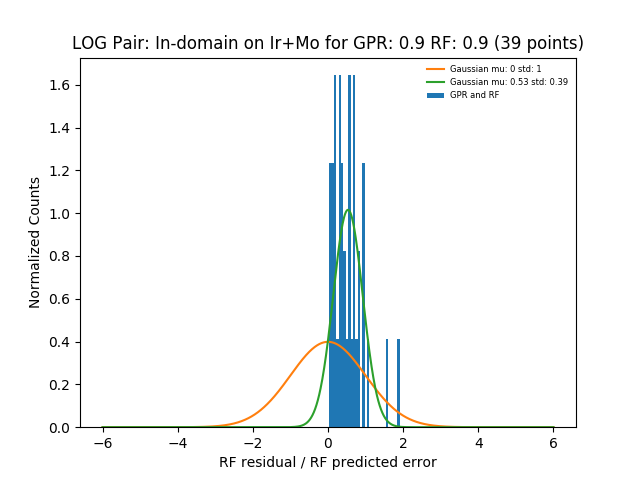 LOG Pair: In-domain on Ir+Mo for GPR: 0.9 RF: 0.9 (39 points)
Gaussian mu: 0 std: 1
Gaussian mu: 0.53 std: 0.39
GPR and RF
Normalized Counts
1.6
1.4
1.2
1.0
0.8
0.6
0.4
0.2
0.0
−6 −4 −2 0 2 4 6
RF residual / RF predicted error